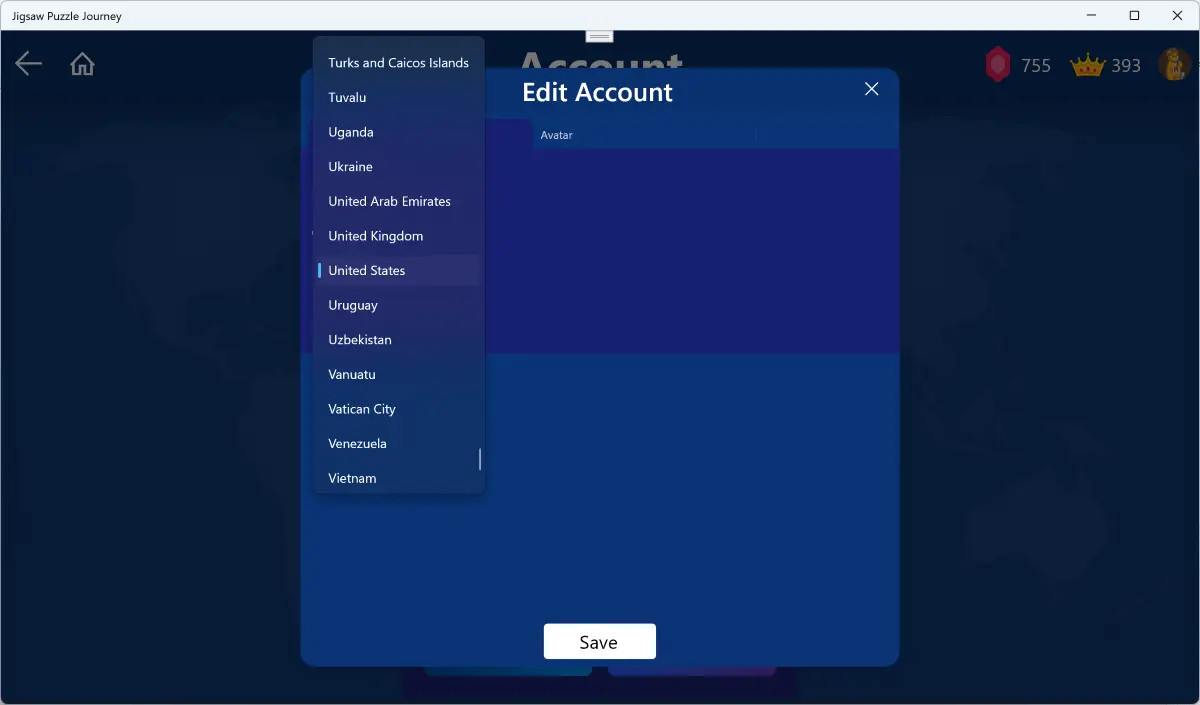 Jigsaw Puzzle Journey
Account
755
393
Edit Account
Avatar
Turks and Caicos Islands
Tuvalu
Uganda
Ukraine
United Arab Emirates
United Kingdom
United States
Uruguay
Uzbekistan
Vanuatu
Vatican City
Venezuela
Vietnam
Save